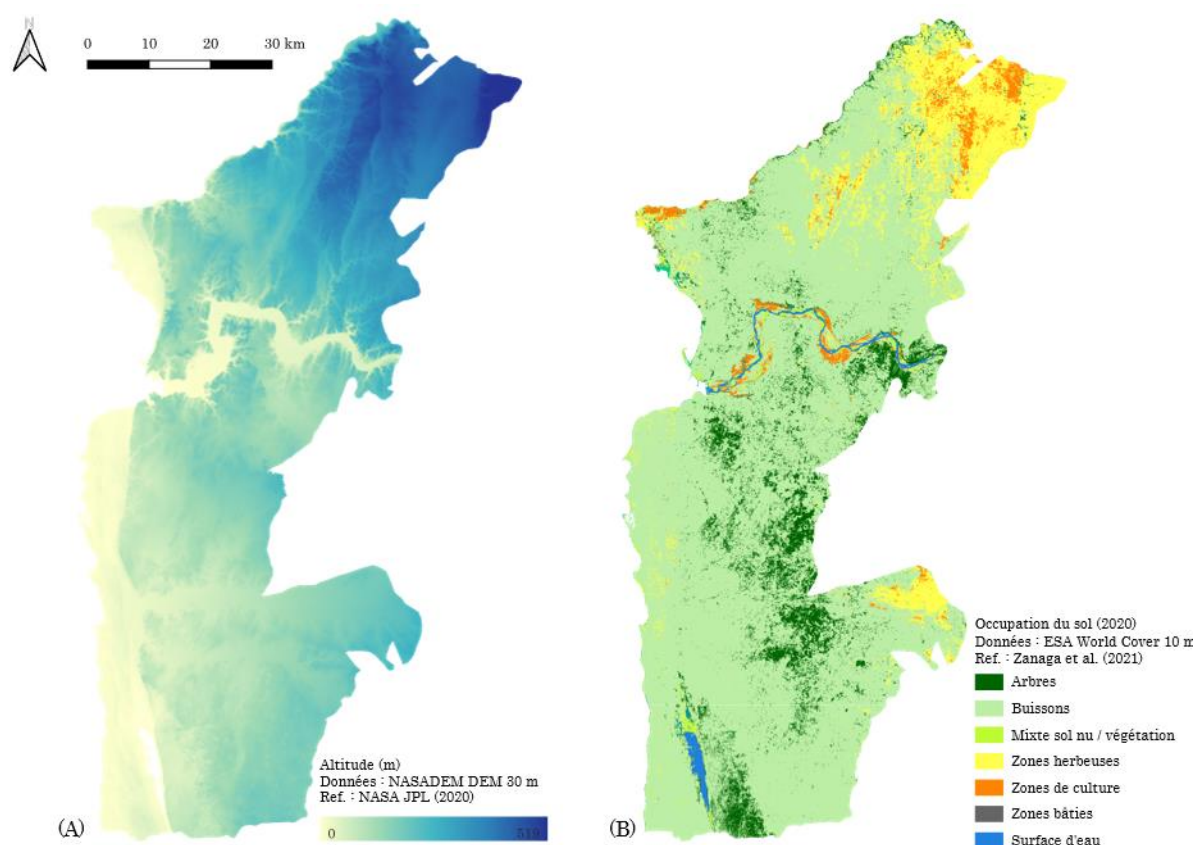 N
0 10 20 30 km
Altitude (m)
Données : NASADEM DEM 30 m
Ref. : NASA JPL (2020)
0 519
(A)
(B)
Occupation du sol (2020)
Données : ESA World Cover 10 m
Ref. : Zanaga et al. (2021)
Arbres
Buissons
Mixte sol nu / végétation
Zones herbeuses
Zones de culture
Zones bâties
Surface d'eau